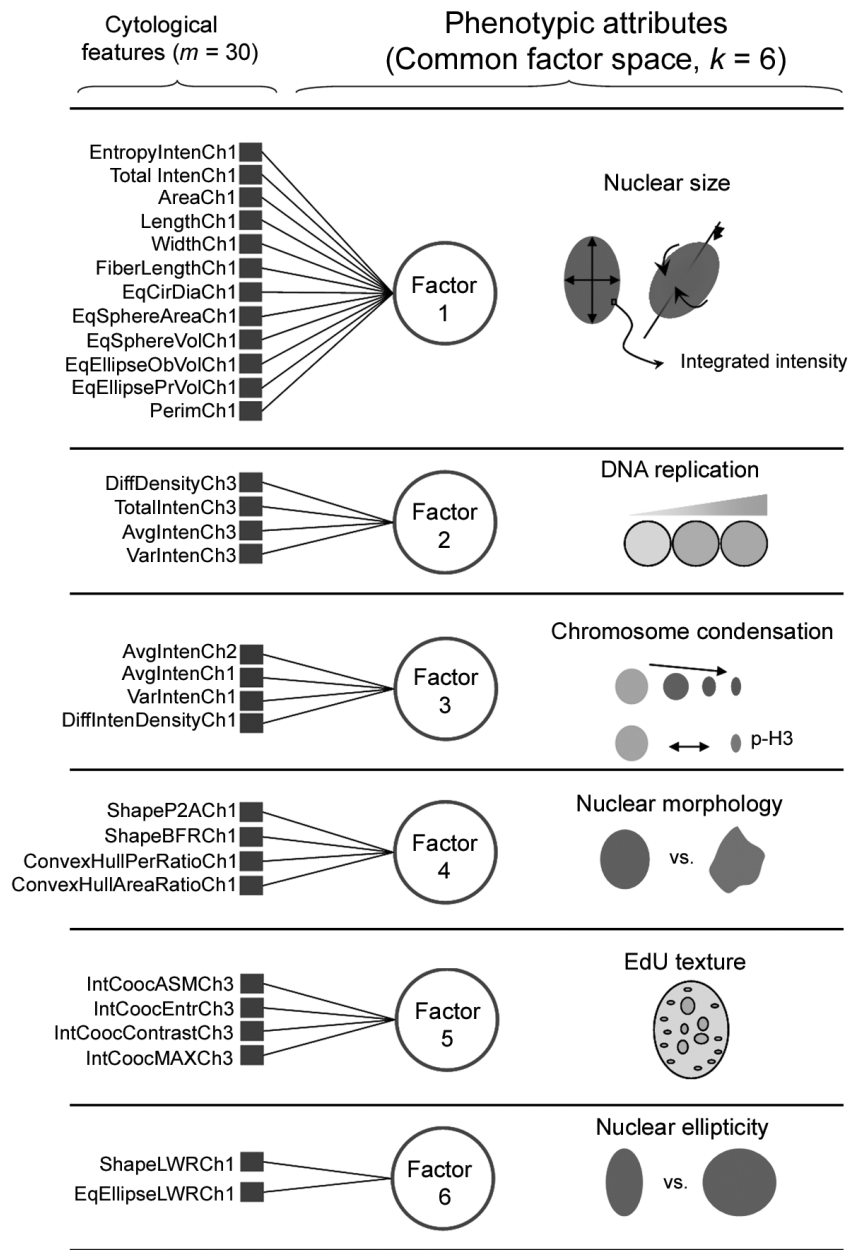 Cytological
features (m = 30)
Phenotypic attributes
(Common factor space, k = 6)
EntropyIntenCh1
Total IntenCh1
AreaCh1
LengthCh1
WidthCh1
FiberLengthCh1
EqCirDiaCh1
EqSphereAreaCh1
EqSphereVolCh1
EqEllipseObVolCh1
EqEllipsePrVolCh1
PerimCh1
Factor
1
Nuclear size
Integrated intensity
DiffDensityCh3
TotalIntenCh3
AvgIntenCh3
VarIntenCh3
Factor
2
DNA replication
AvgIntenCh2
AvgIntenCh1
VarIntenCh1
DiffIntenDensityCh1
Factor
3
Chromosome condensation
p-H3
ShapeP2ACh1
ShapeBFRCh1
ConvexHullPerRatioCh1
ConvexHullAreaRatioCh1
Factor
4
Nuclear morphology
vs.
IntCoocASMCh3
IntCoocEntrCh3
IntCoocContrastCh3
IntCoocMAXCh3
Factor
5
EdU texture
ShapeLWRCh1
EqEllipseLWRCh1
Factor
6
Nuclear ellipticity
vs.